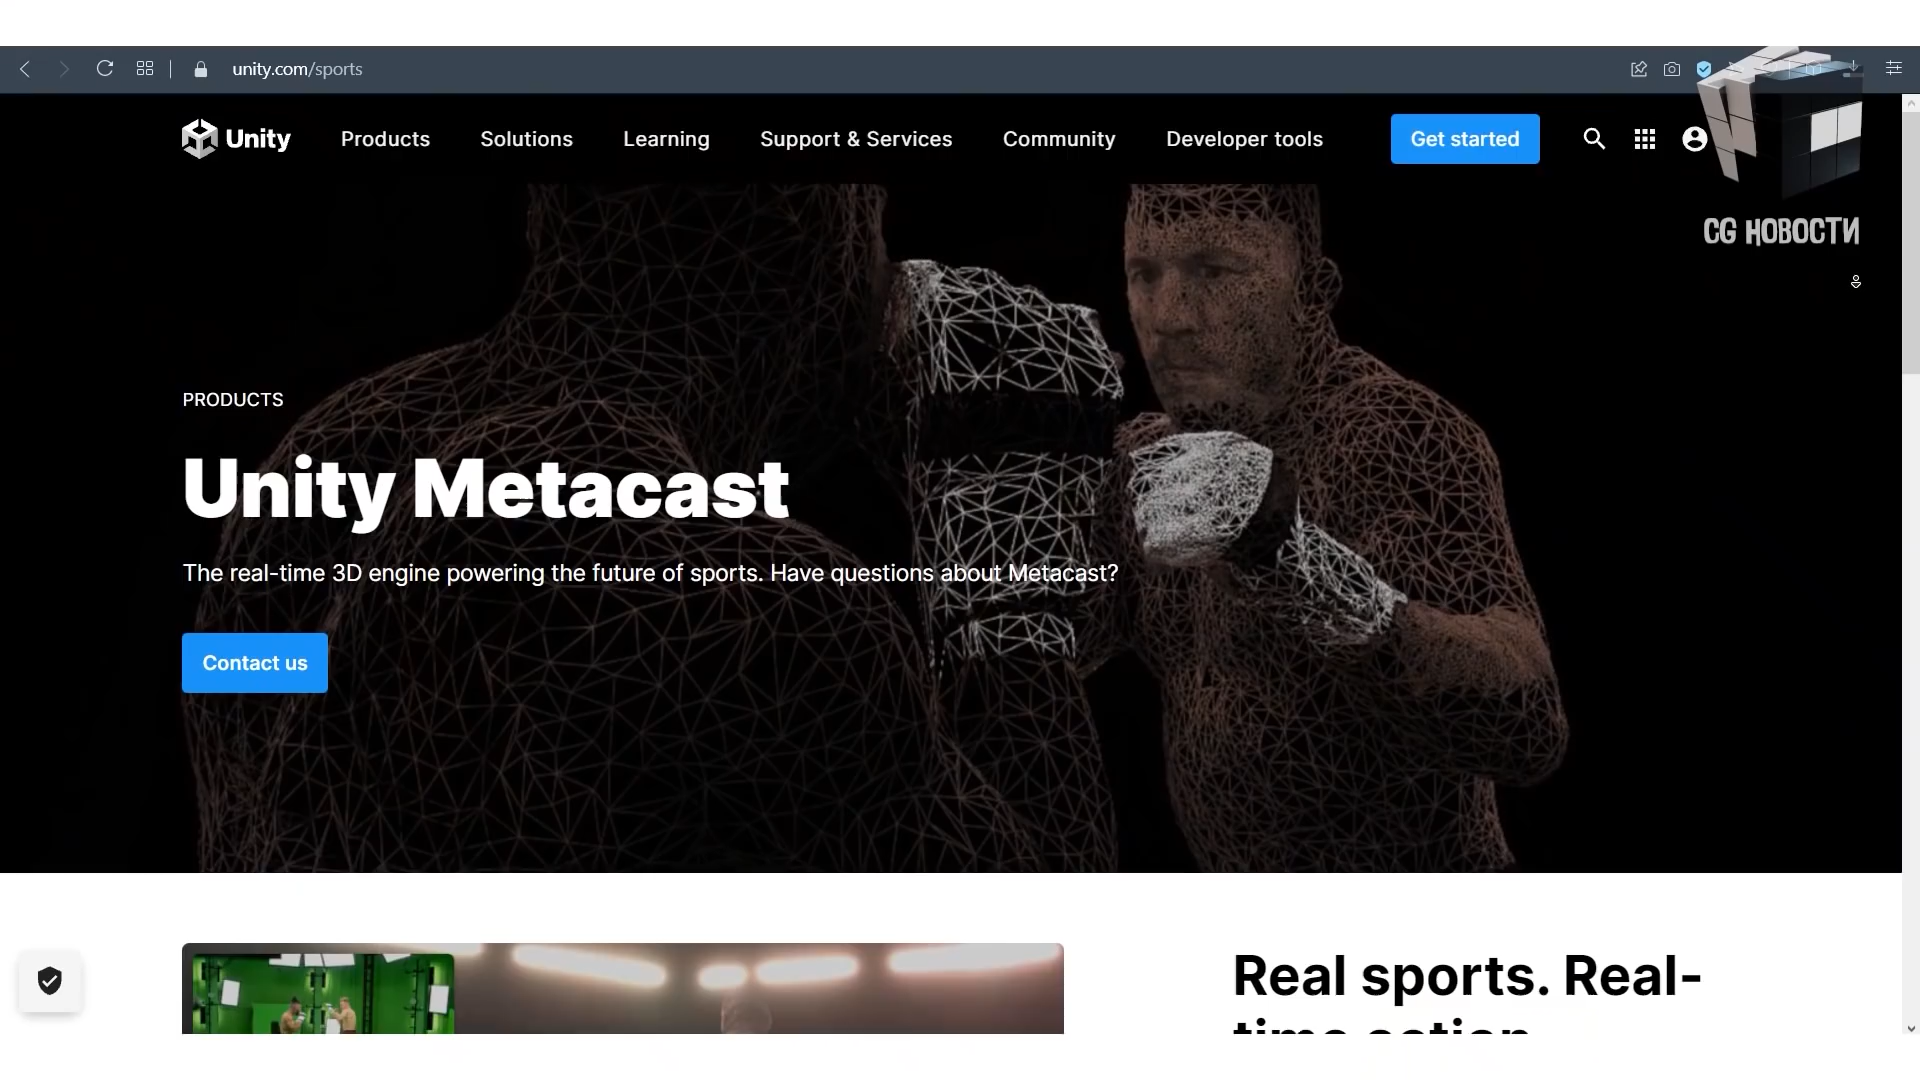 unity.com/sports
Unity
Products
Solutions
Learning
Support & Services
Community
Developer tools
Get started
CG НОВОСТИ
PRODUCTS
Unity Metacast
The real-time 3D engine powering the future of sports. Have questions about Metacast?
Contact us
Real sports. Real-
time action